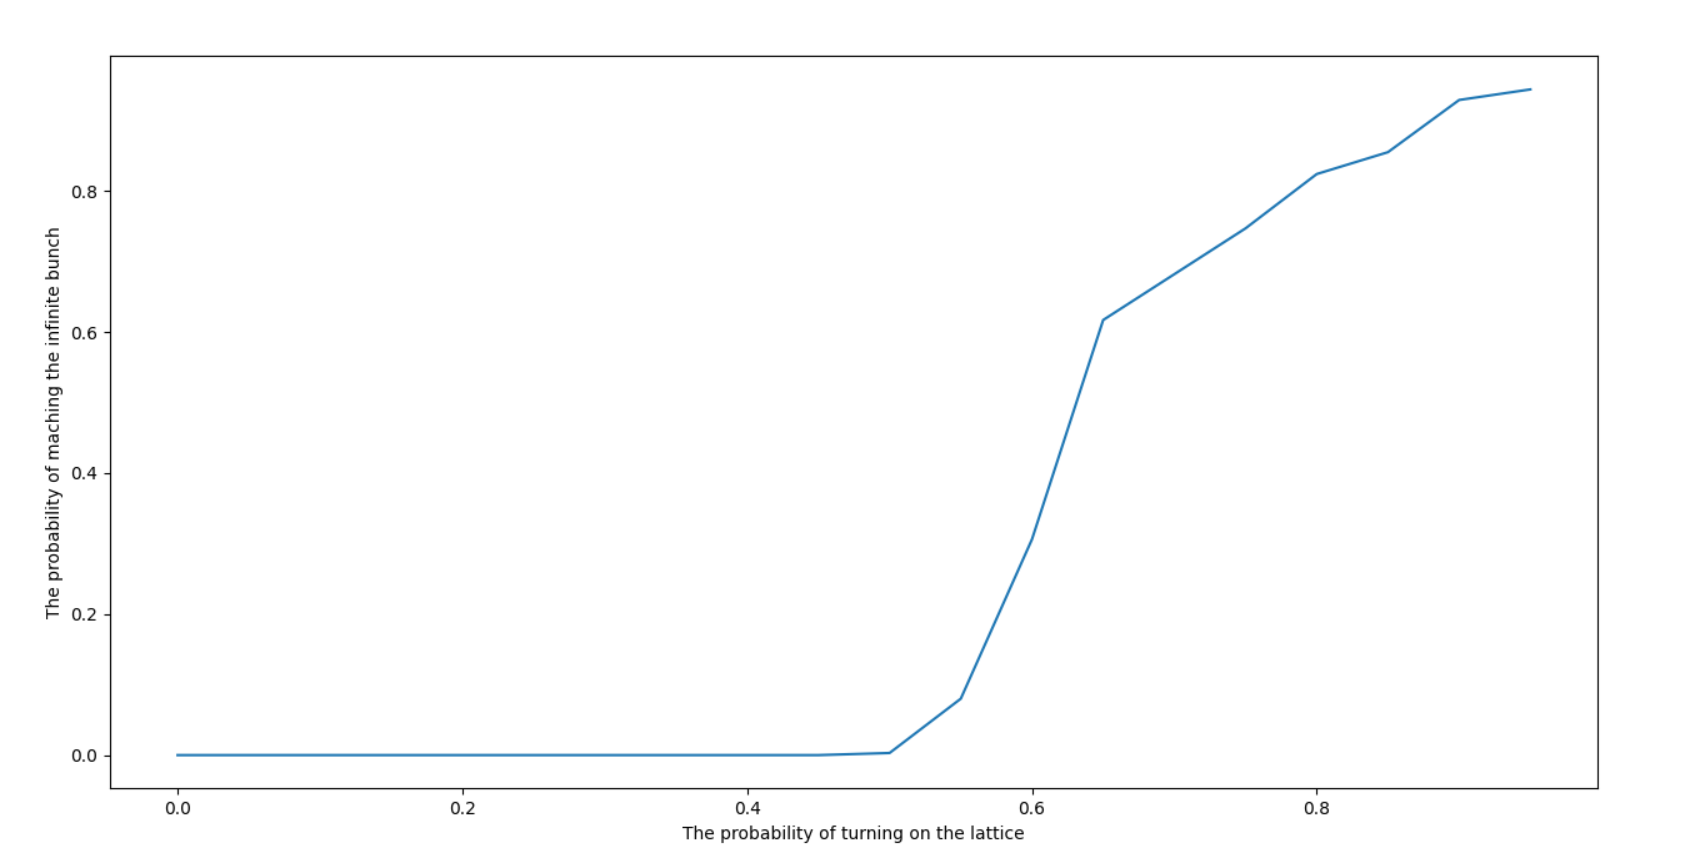 The probability of maching the infinite bunch
0.8
0.6
0.4
0.2
0.0
0.0 0.2 0.4 0.6 0.8
The probability of turning on the lattice